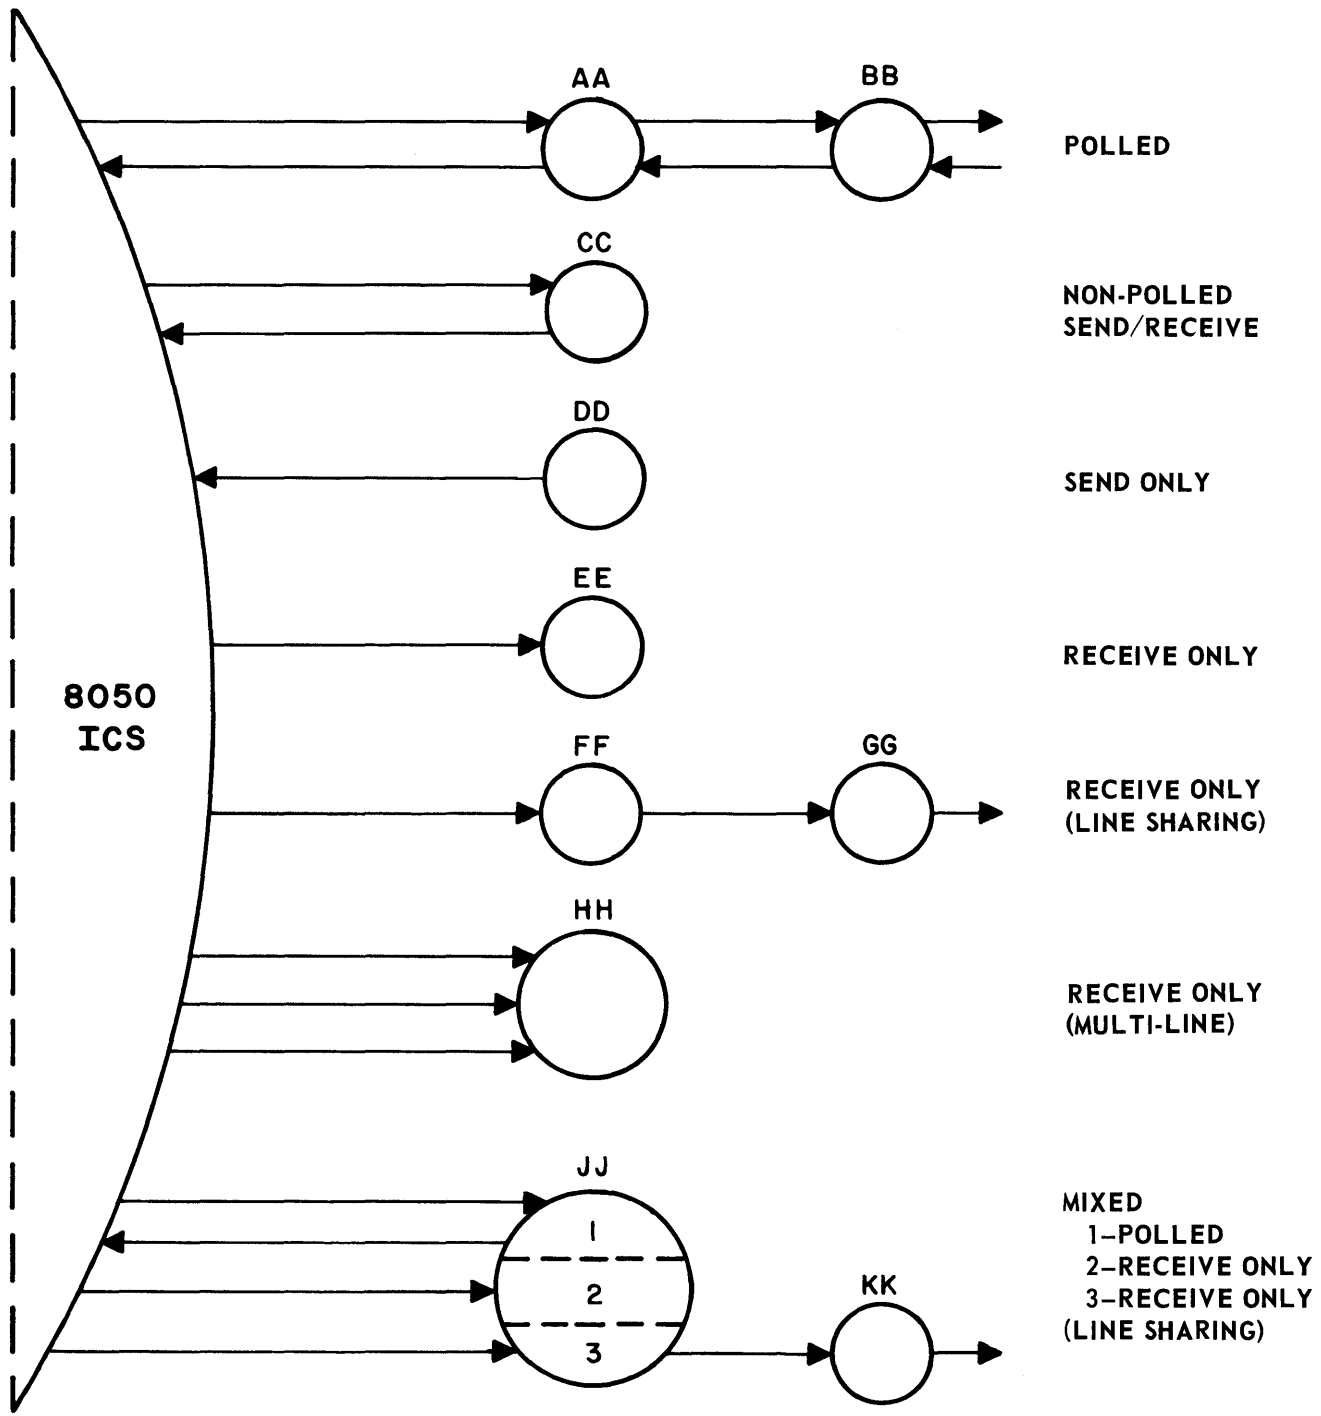 AA
BB
POLLED
CC
NON-POLLED
SEND/RECEIVE
DD
SEND ONLY
EE
RECEIVE ONLY
8050
ICS
FF
GG
RECEIVE ONLY
(LINE SHARING)
HH
RECEIVE ONLY
(MULTI-LINE)
JJ
1
2
3
KK
MIXED
1-POLLED
2-RECEIVE ONLY
3-RECEIVE ONLY
(LINE SHARING)